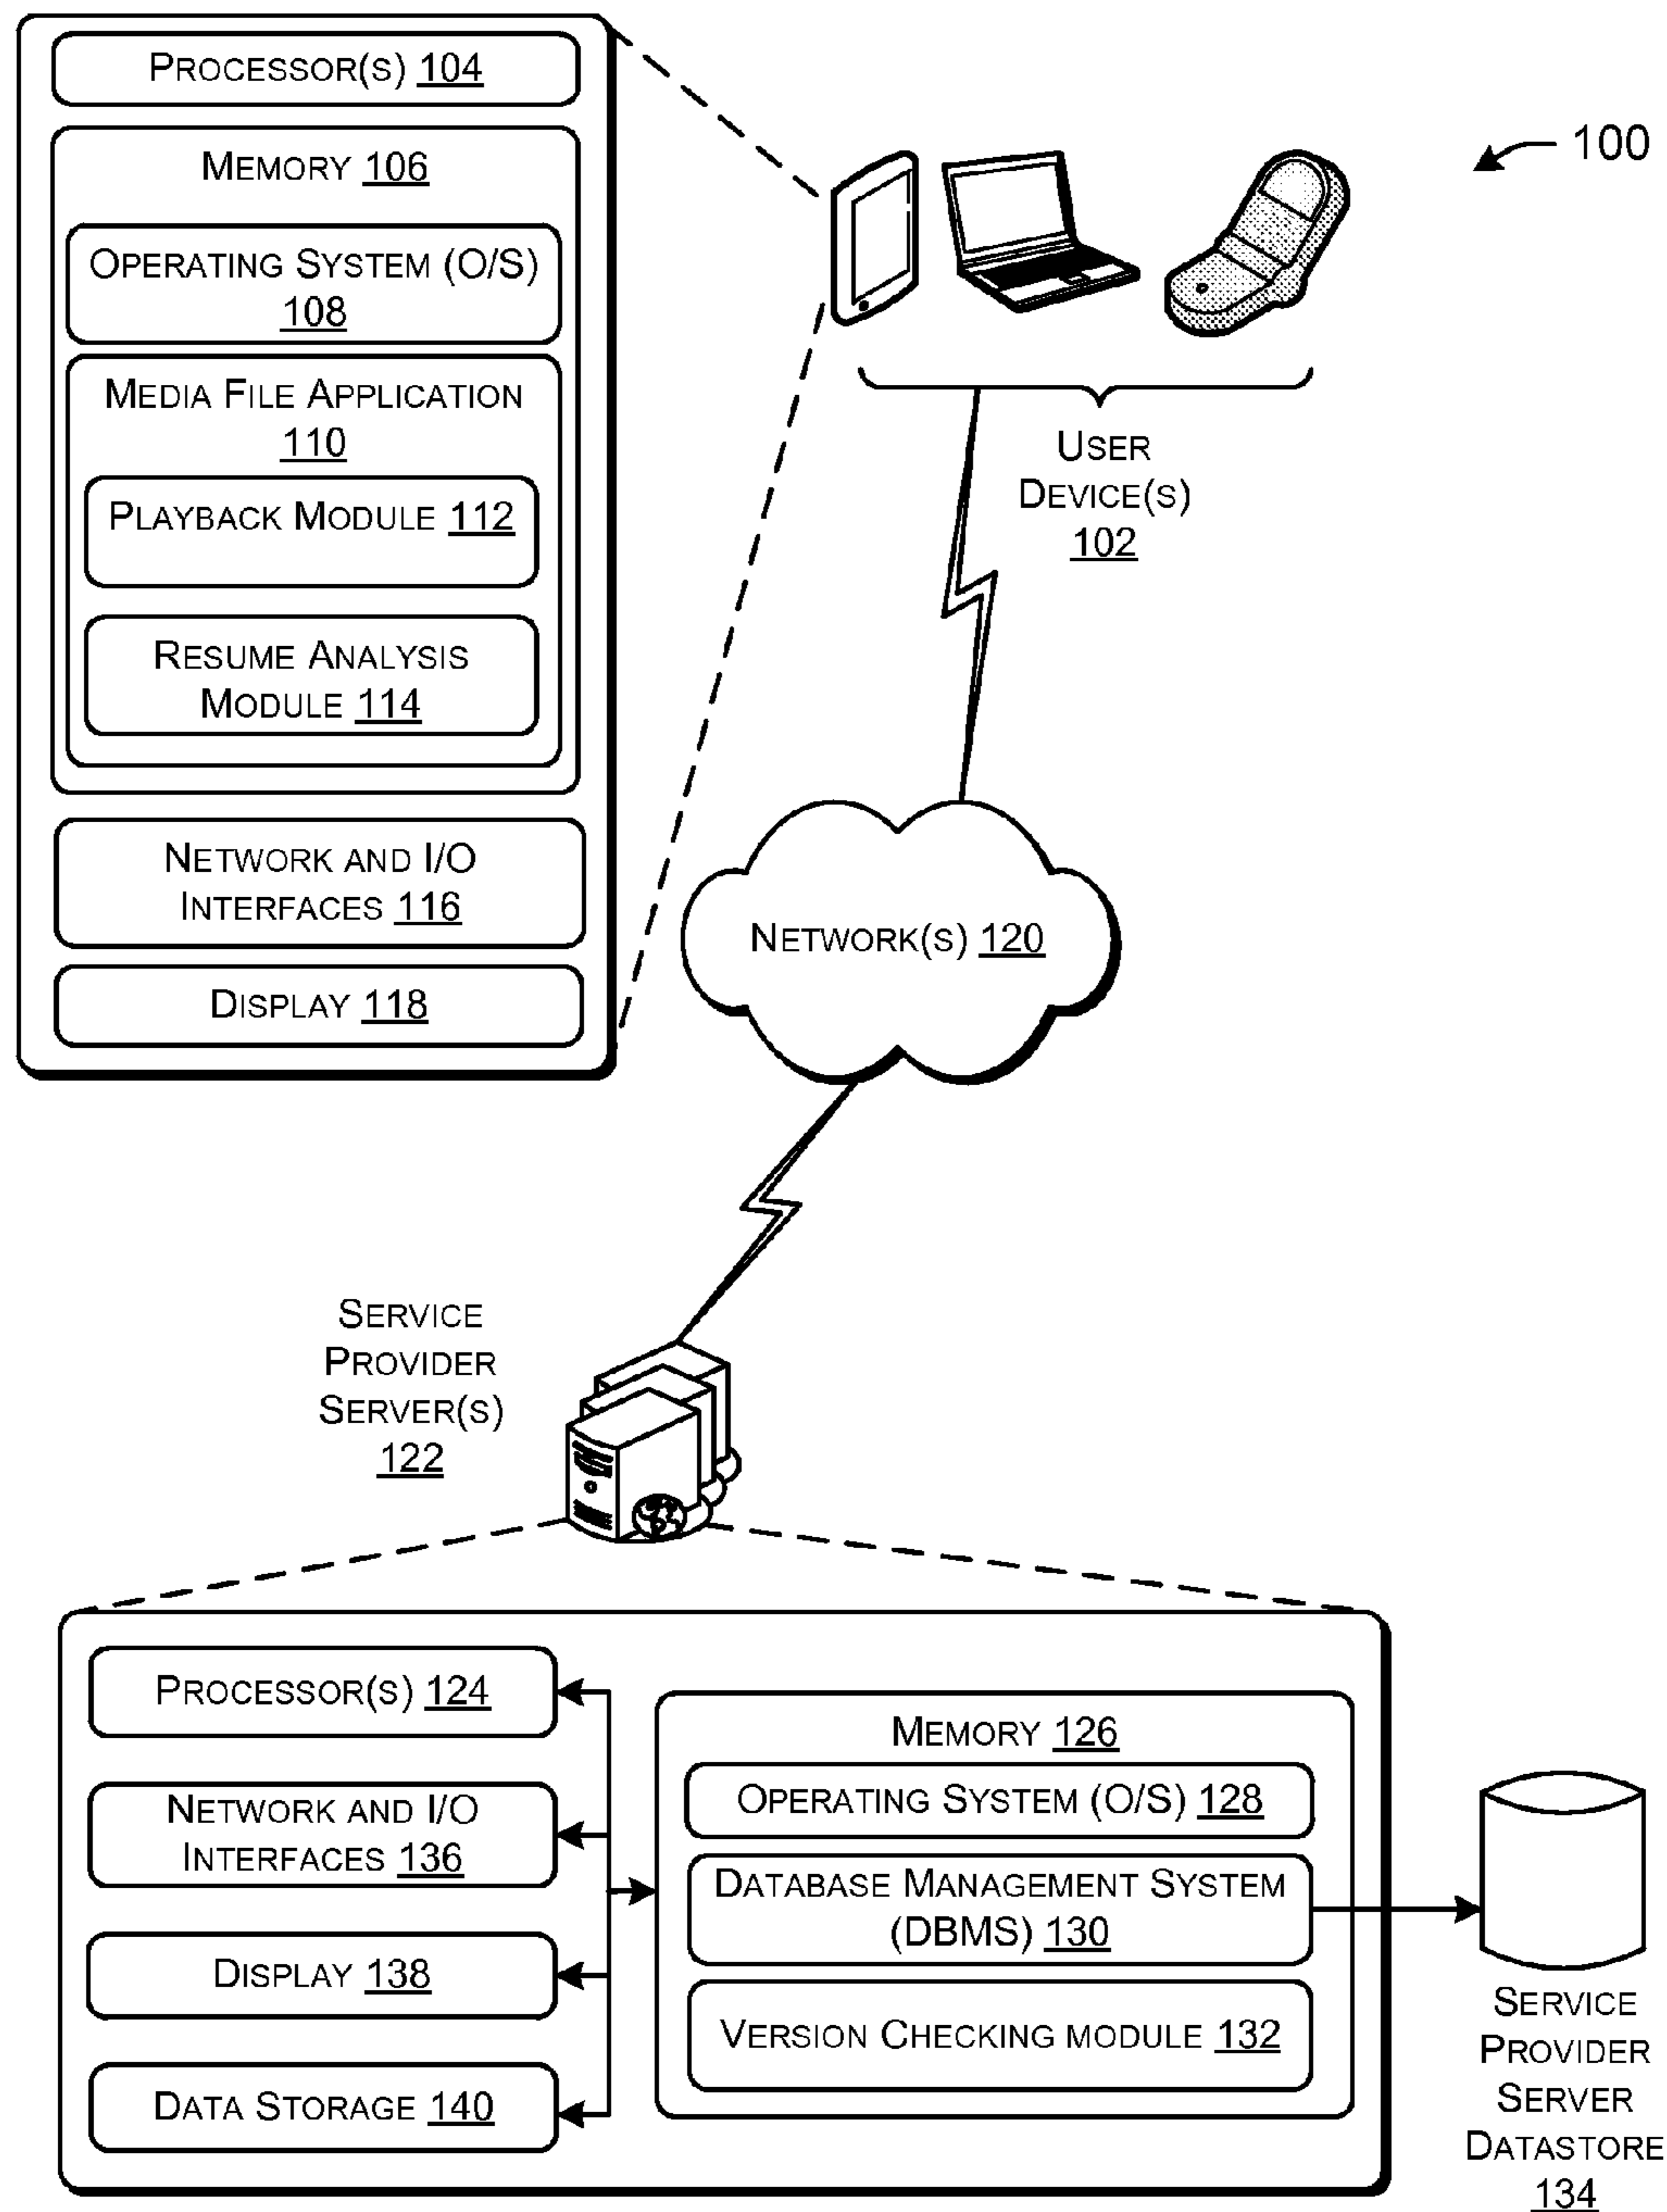 PROCESSOR(S) 104
MEMORY 106
OPERATING SYSTEM (O/S)
108
MEDIA FILE APPLICATION
110
PLAYBACK MODULE 112
RESUME ANALYSIS
MODULE 114
NETWORK AND I/O
INTERFACES 116
DISPLAY 118
100
USER
DEVICE(S)
102
NETWORK(S) 120
SERVICE
PROVIDER
SERVER(S)
122
PROCESSOR(S) 124
NETWORK AND I/O
INTERFACES 136
DISPLAY 138
DATA STORAGE 140
MEMORY 126
OPERATING SYSTEM (O/S) 128
DATABASE MANAGEMENT SYSTEM
(DBMS) 130
VERSION CHECKING MODULE 132
SERVICE
PROVIDER
SERVER
DATASTORE
134